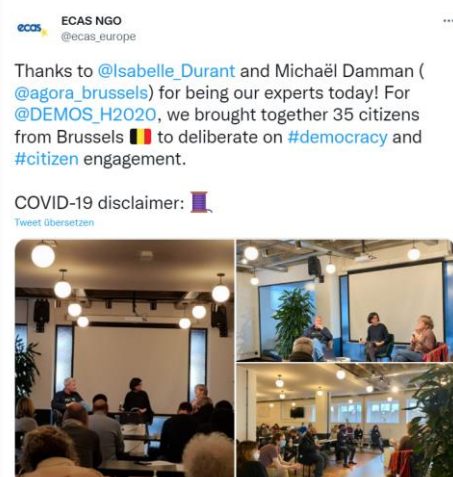 ecas
ECAS NGO
@ecas_europe
Thanks to @Isabelle_Durant and Michaël Damman (
@agora_brussels) for being our experts today! For
@DEMOS_H2020, we brought together 35 citizens
from Brussels 🇧🇪 to deliberate on #democracy and
#citizen engagement.
COVID-19 disclaimer: 🧵
Tweet übersetzen